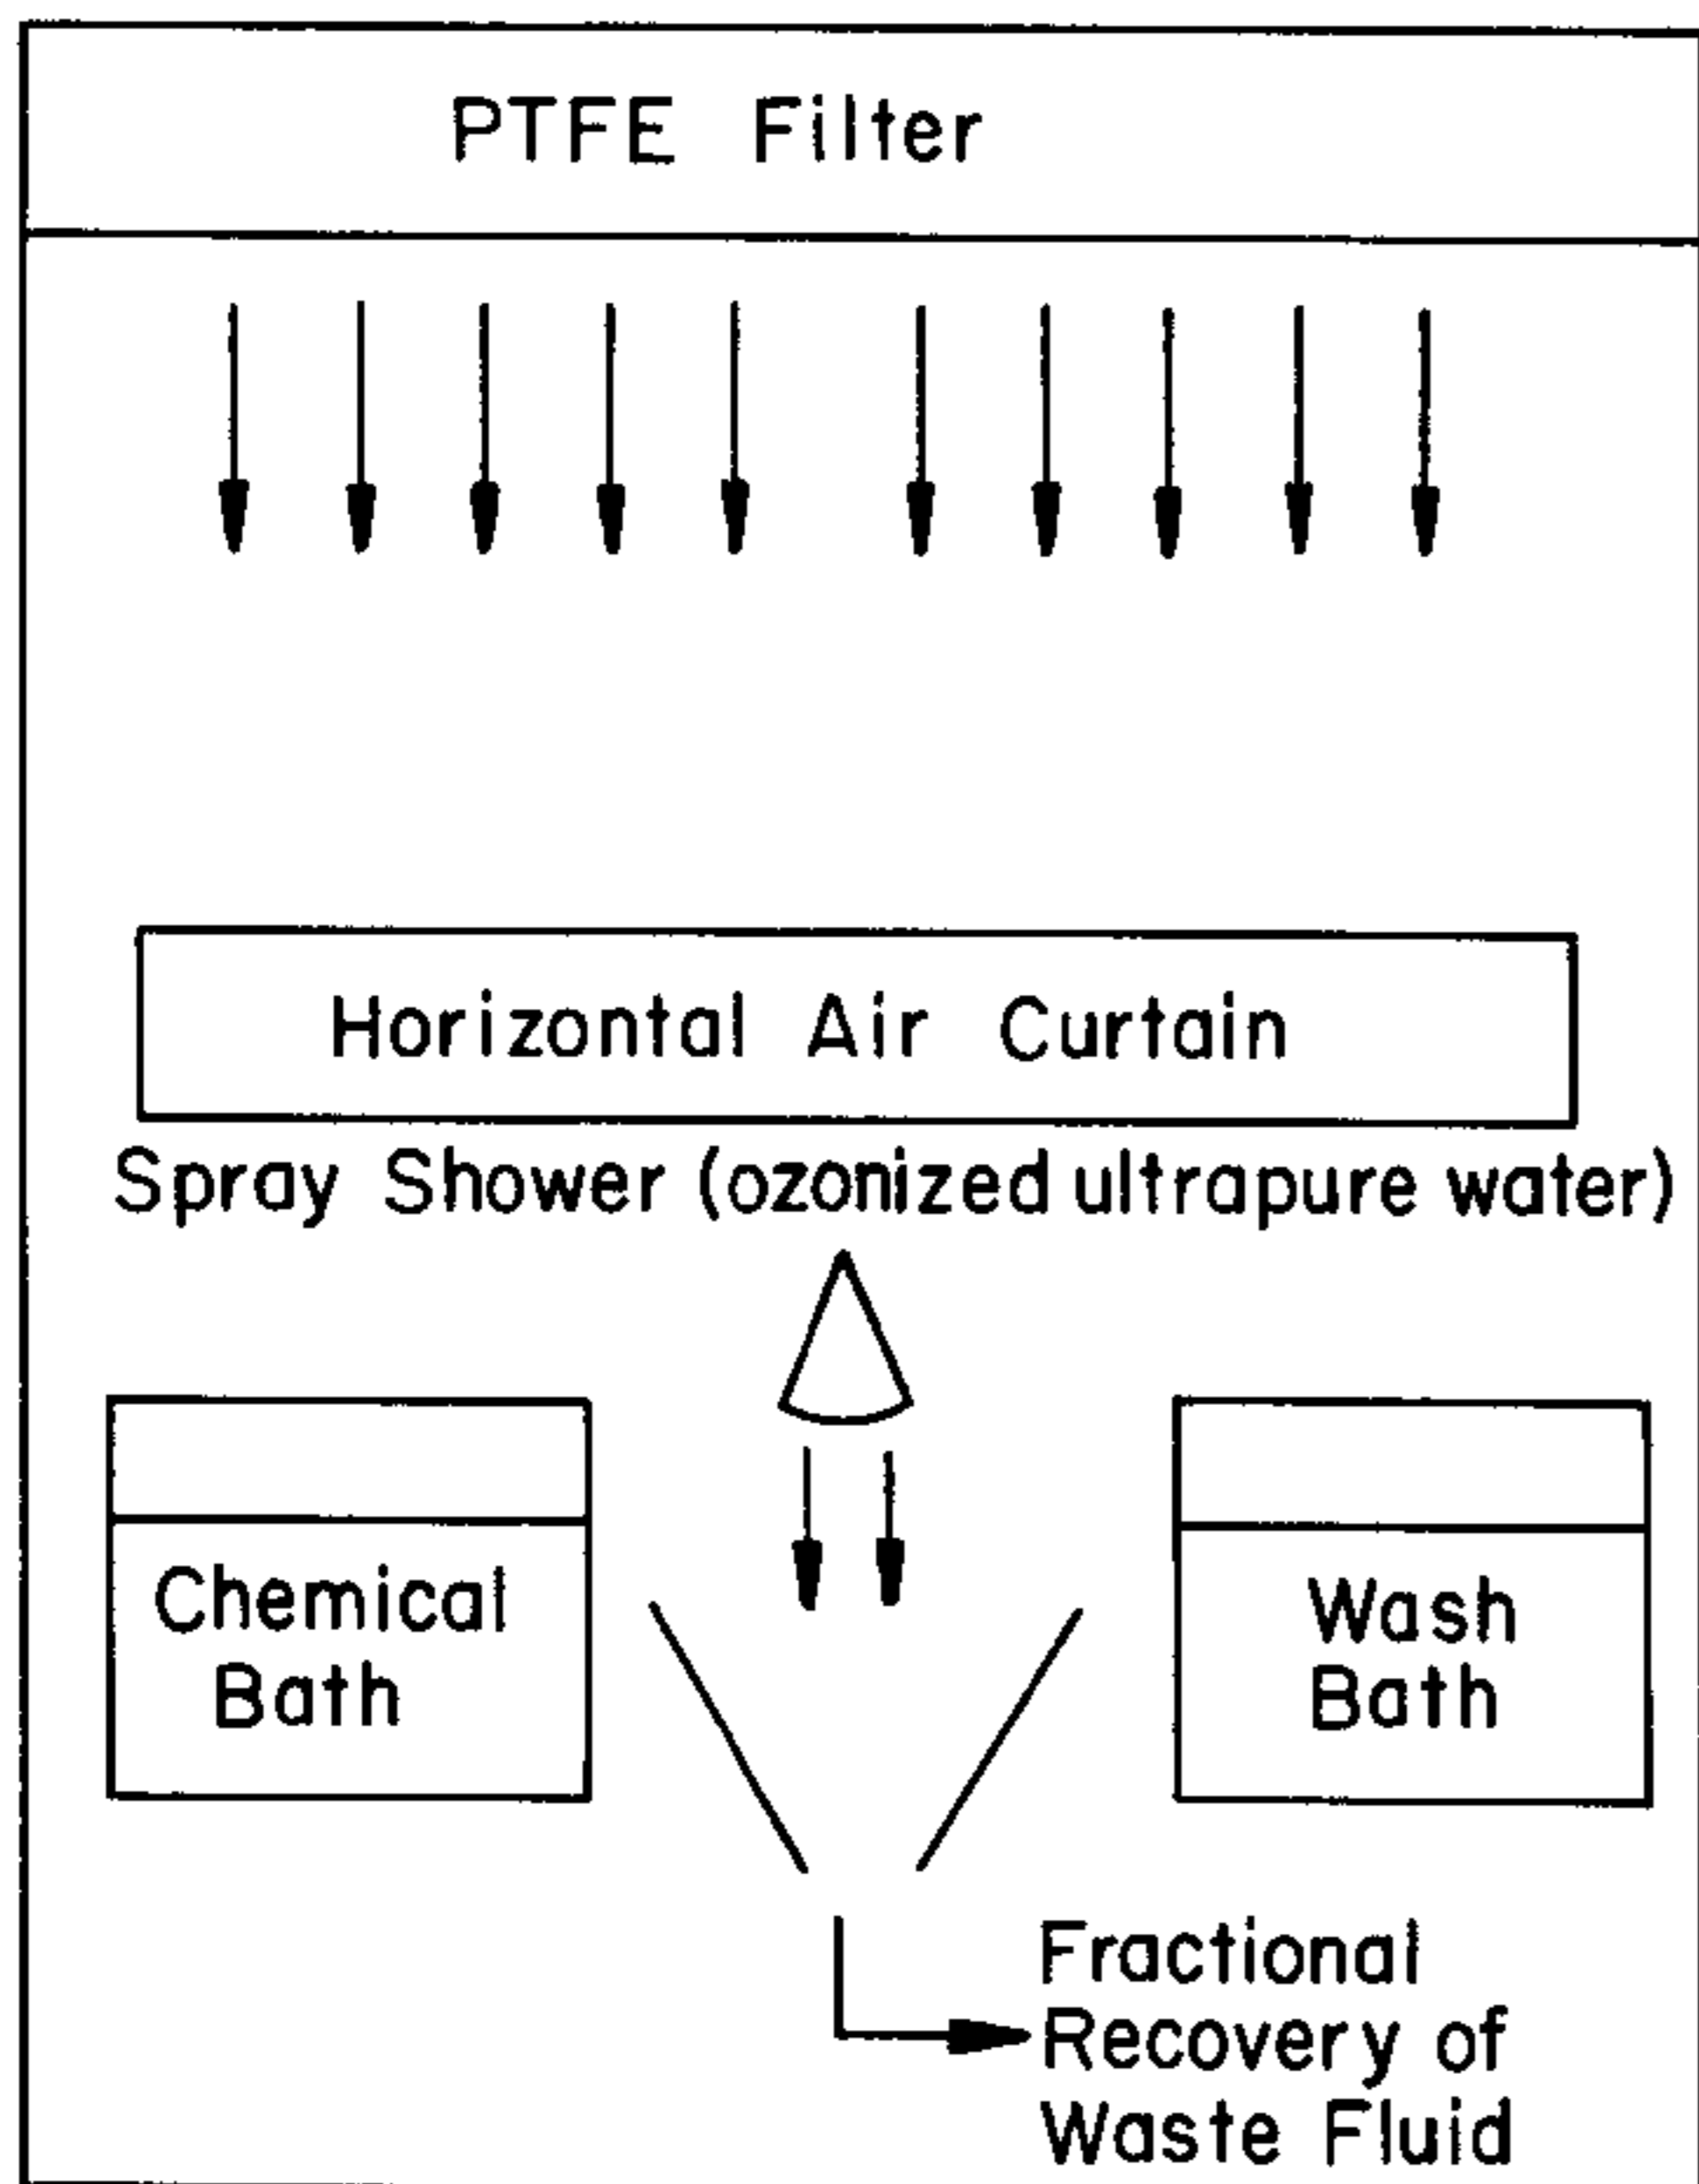 PTFE Filter
Horizontal Air Curtain
Spray Shower (ozonized ultrapure water)
Chemical
Bath
Wash
Bath
Fractional
Recovery of
Waste Fluid